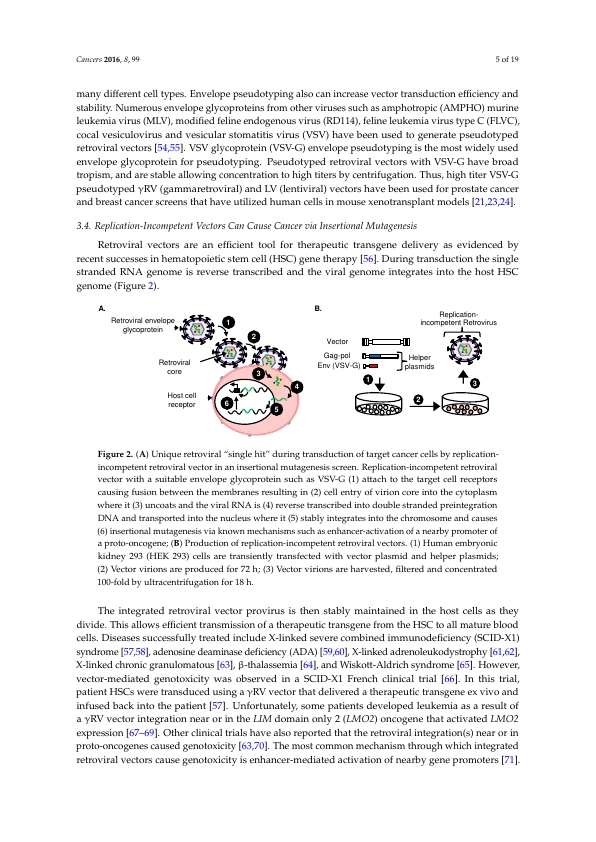 Cancers 2016, 8, 99
5 of 19
many different cell types. Envelope pseudotyping also can increase vector transduction efficiency and
stability. Numerous envelope glycoproteins from other viruses such as amphotropic (AMPHO) murine
leukemia virus (MLV), modified feline endogenous virus (RD114), feline leukemia virus type C (FLVC),
cocal vesiculovirus and vesicular stomatitis virus (VSV) have been used to generate pseudotyped
retroviral vectors [54,55]. VSV glycoprotein (VSV-G) envelope pseudotyping is the most widely used
envelope glycoprotein for pseudotyping. Pseudotyped retroviral vectors with VSV-G have broad
tropism, and are stable allowing concentration to high titers by centrifugation. Thus, high titer VSV-G
pseudotyped γRV (gammaretroviral) and LV (lentiviral) vectors have been used for prostate cancer
and breast cancer screens that have utilized human cells in mouse xenotransplant models [21,23,24].
3.4. Replication-Incompetent Vectors Can Cause Cancer via Insertional Mutagenesis
Retroviral vectors are an efficient tool for therapeutic transgene delivery as evidenced by
recent successes in hematopoietic stem cell (HSC) gene therapy [56]. During transduction the single
stranded RNA genome is reverse transcribed and the viral genome integrates into the host HSC
genome (Figure 2).
A.
Retroviral envelope
glycoprotein
1
2
Retroviral
core
3
4
Host cell
receptor
6
5
B.
Replication-
incompetent Retrovirus
Vector
Gag-pol
Env (VSV-G)
Helper
plasmids
1
2
3
Figure 2. (A) Unique retroviral “single hit” during transduction of target cancer cells by replication-
incompetent retroviral vector in an insertional mutagenesis screen. Replication-incompetent retroviral
vector with a suitable envelope glycoprotein such as VSV-G (1) attach to the target cell receptors
causing fusion between the membranes resulting in (2) cell entry of virion core into the cytoplasm
where it (3) uncoats and the viral RNA is (4) reverse transcribed into double stranded preintegration
DNA and transported into the nucleus where it (5) stably integrates into the chromosome and causes
(6) insertional mutagenesis via known mechanisms such as enhancer-activation of a nearby promoter of
a proto-oncogene; (B) Production of replication-incompetent retroviral vectors. (1) Human embryonic
kidney 293 (HEK 293) cells are transiently transfected with vector plasmid and helper plasmids;
(2) Vector virions are produced for 72 h; (3) Vector virions are harvested, filtered and concentrated
100-fold by ultracentrifugation for 18 h.
The integrated retroviral vector provirus is then stably maintained in the host cells as they
divide. This allows efficient transmission of a therapeutic transgene from the HSC to all mature blood
cells. Diseases successfully treated include X-linked severe combined immunodeficiency (SCID-X1)
syndrome [57,58], adenosine deaminase deficiency (ADA) [59,60], X-linked adrenoleukodystrophy [61,62],
X-linked chronic granulomatous [63], β-thalassemia [64], and Wiskott-Aldrich syndrome [65]. However,
vector-mediated genotoxicity was observed in a SCID-X1 French clinical trial [66]. In this trial,
patient HSCs were transduced using a γRV vector that delivered a therapeutic transgene ex vivo and
infused back into the patient [57]. Unfortunately, some patients developed leukemia as a result of
a γRV vector integration near or in the LIM domain only 2 (LMO2) oncogene that activated LMO2
expression [67–69]. Other clinical trials have also reported that the retroviral integration(s) near or in
proto-oncogenes caused genotoxicity [63,70]. The most common mechanism through which integrated
retroviral vectors cause genotoxicity is enhancer-mediated activation of nearby gene promoters [71].